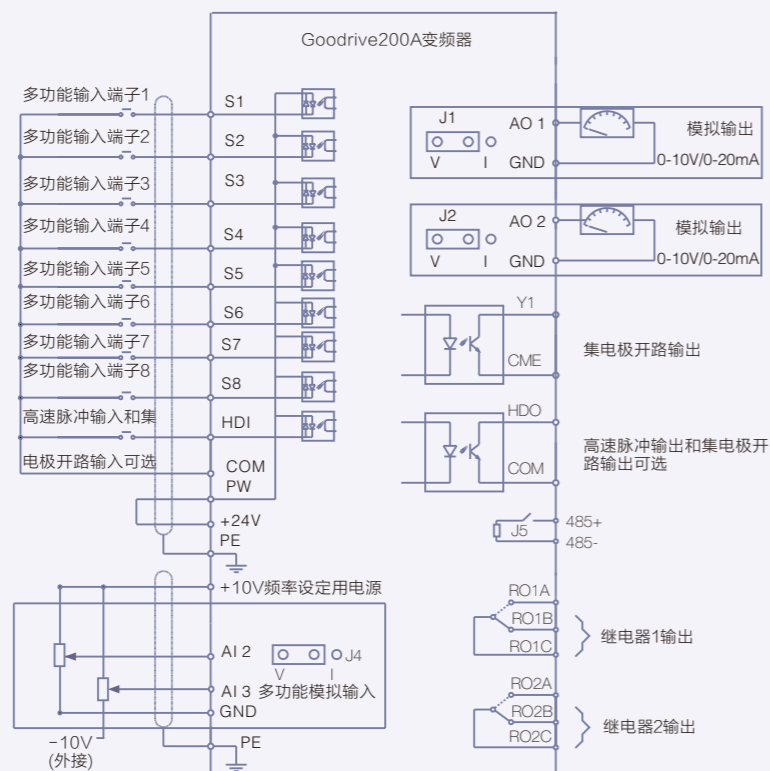 Goodrive200A变频器
多功能输入端子1
S1
多功能输入端子2
S2
多功能输入端子3
S3
多功能输入端子4
S4
多功能输入端子5
S5
多功能输入端子6
S6
多功能输入端子7
S7
多功能输入端子8
S8
高速脉冲输入和集
HDI
电极开路输入可选
COM
PW
+24V
PE
+10V频率设定用电源
AI 2
J4
V I
AI 3 多功能模拟输入
GND
-10V
(外接)
PE
J1
AO 1
模拟输出
V I GND
0-10V/0-20mA
J2
AO 2
模拟输出
V I GND
0-10V/0-20mA
Y1
CME
集电极开路输出
HDO
COM
高速脉冲输出和集电极开
路输出可选
J5
485+
485-
RO1A
RO1B
RO1C
继电器1输出
RO2A
RO2B
RO2C
继电器2输出